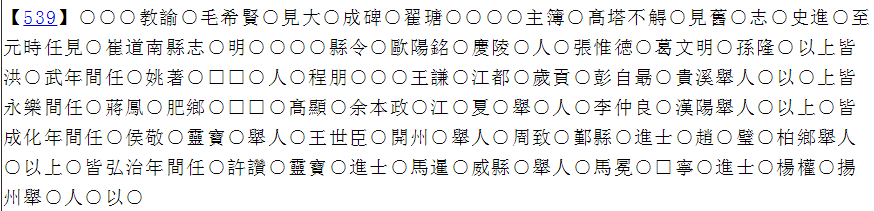 【539】〇〇〇教諭〇毛希賢〇見大〇成碑〇翟瑭〇〇〇〇主簿〇高塔不觮〇見舊〇志〇史進〇至
元時任見〇崔道南縣志〇明〇〇〇〇縣令〇歐陽銘〇慶陵〇人〇張惟徳〇葛文明〇孫隆〇以上皆
洪〇武年間任〇姚著〇□□〇人〇程朋〇〇〇王謙〇江都〇歲貢〇彭自朂〇貴溪舉人〇以〇上皆
永樂間任〇蔣鳳〇肥鄉〇□□〇高顯〇余本政〇江〇夏〇舉〇人〇李仲良〇漢陽舉人〇以上〇皆
成化年間任〇侯敬〇靈寶〇舉人〇王世臣〇開州〇舉人〇周致〇鄞縣〇進士〇趙〇璧〇柏鄉舉人
〇以上〇皆弘治年間任〇許讚〇靈寶〇進士〇馬暹〇威縣〇舉人〇馬冕〇□寧〇進士〇楊權〇揚
州舉〇人〇以〇